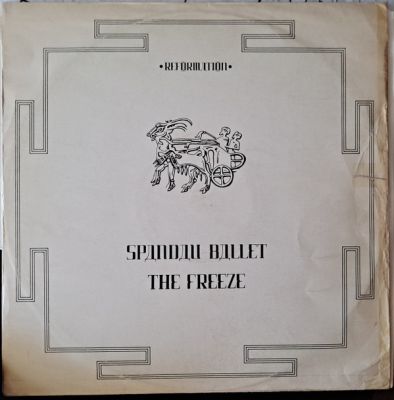 •REFORMATION•
SPANDAU BALLET
THE FREEZE